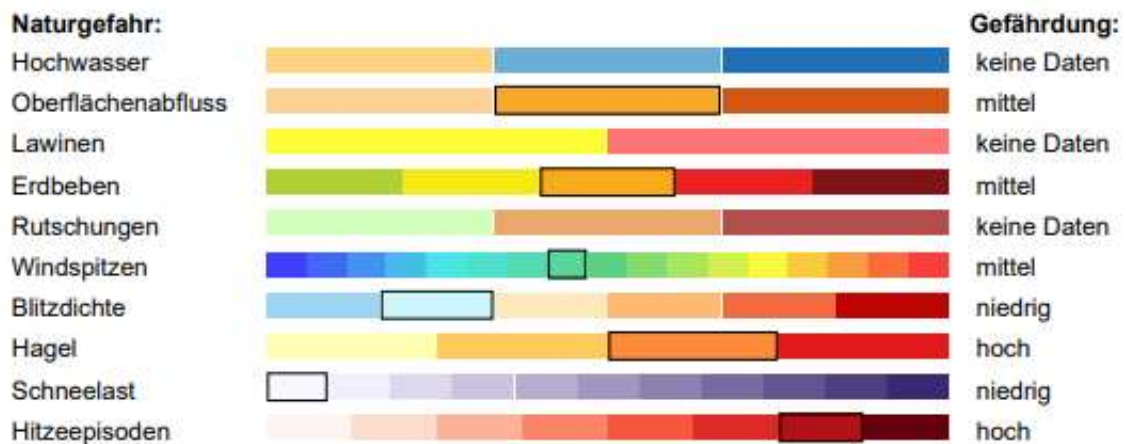 Naturgefahr: Gefährdung:
Hochwasser keine Daten
Oberflächenabfluss mittel
Lawinen keine Daten
Erdbeben mittel
Rutschungen keine Daten
Windspitzen mittel
Blitzdichte niedrig
Hagel hoch
Schneelast niedrig
Hitzeepisoden hoch